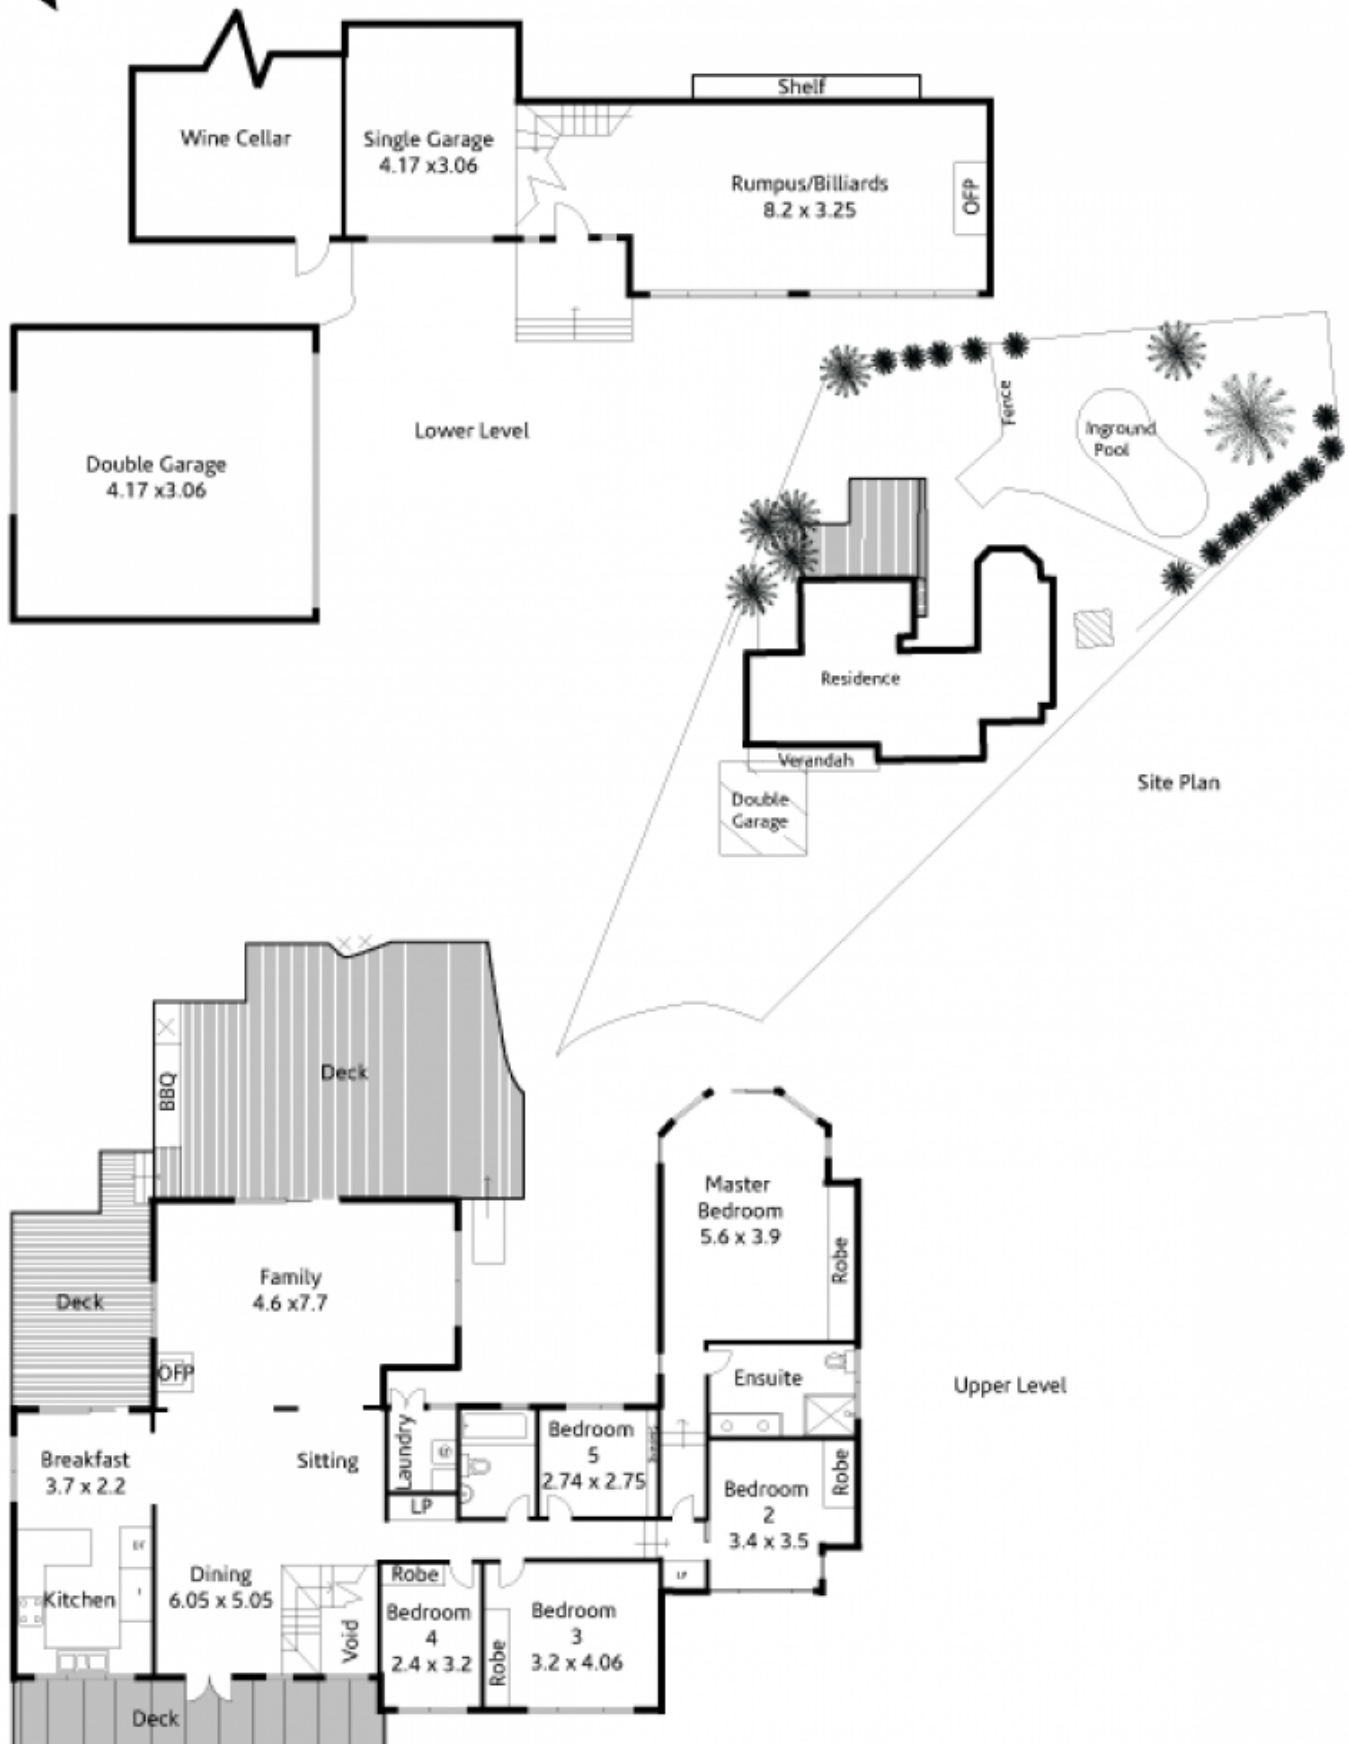 Shelf
Wine Cellar
Single Garage
4.17 x3.06
Rumpus/Billiards
8.2 x 3.25
OFP
Lower Level
Double Garage
4.17 x3.06
Fence
Inground
Pool
Residence
Verandah
Double
Garage
Site Plan
Deck
BBQ
Master
Bedroom
5.6 x 3.9
Robe
Family
4.6 x7.7
Deck
OFP
Ensuite
Upper Level
Breakfast
3.7 x 2.2
Sitting
Laundry
LP
Bedroom
5
2.74 x 2.75
Bedroom
2
3.4 x 3.5
Robe
Kitchen
Dining
6.05 x 5.05
Void
Robe
Bedroom
4
2.4 x 3.2
Robe
Bedroom
3
3.2 x 4.06
LP
Deck